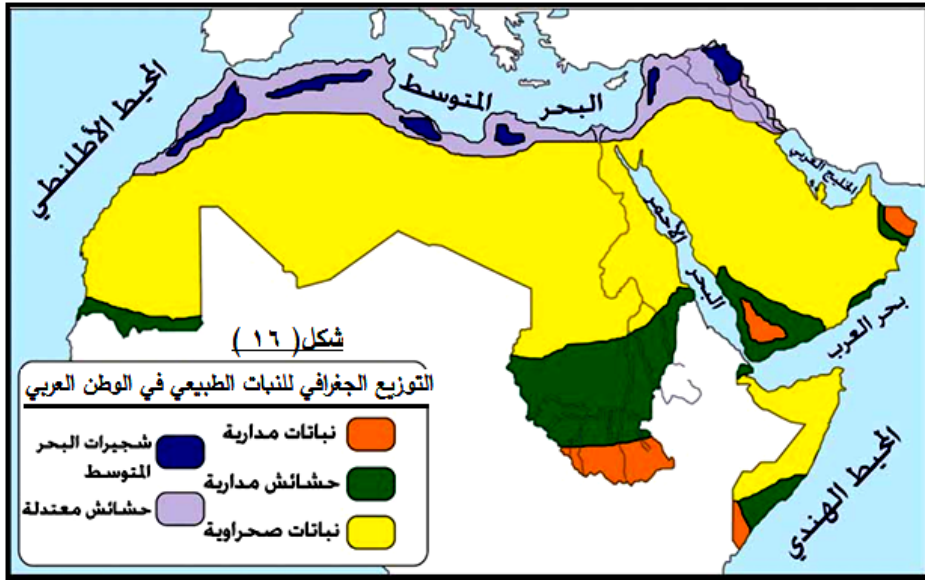 المحيط الأطلنطي
البحر المتوسط
الخليج العربي
البحر الأحمر
بحر العرب
المحيط الهندي
شكل( ١٦ )
التوزيع الجغرافي للنبات الطبيعي في الوطن العربي
نباتات مدارية
حشائش مدارية
نباتات صحراوية
شجيرات البحر
المتوسط
حشائش معتدلة